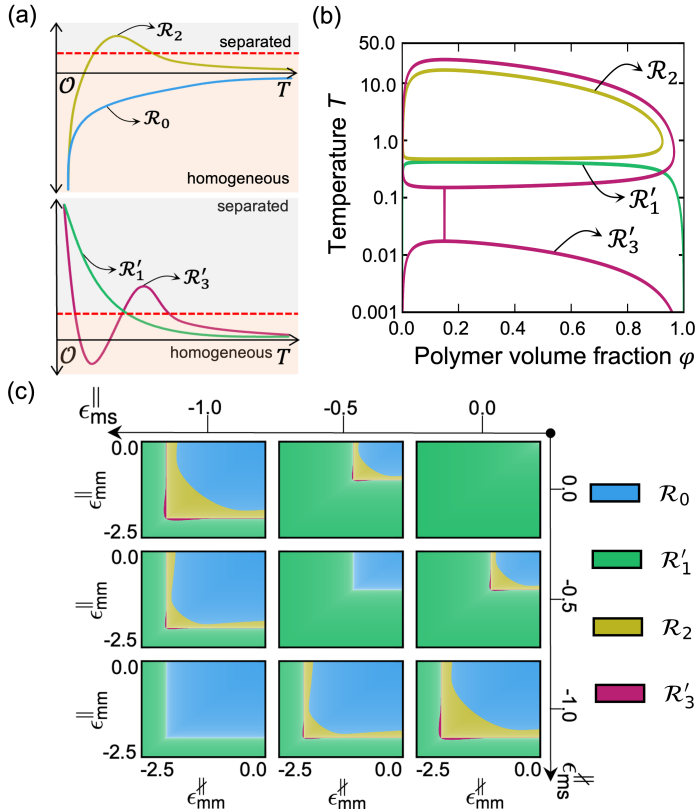 (a)
ℛ₂
separated
𝒪
T
ℛ₀
homogeneous
separated
ℛ′₁
ℛ′₃
𝒪
homogeneous
T
(b)
50.0
10.0
1.0
0.1
0.01
0.001
Temperature T
ℛ₂
ℛ′₁
ℛ′₃
0.0 0.2 0.4 0.6 0.8 1.0
Polymer volume fraction φ
(c)
ϵ∥ms
-1.0 -0.5 0.0
0.0
ϵ∥mm
-2.5
0.0
ϵ∥mm
-2.5
0.0
ϵ∥mm
-2.5
-2.5 0.0 -2.5 0.0 -2.5 0.0
ϵ∦mm ϵ∦mm ϵ∦mm
0.0
-0.5
-1.0
ϵ∦ms
ℛ₀
ℛ′₁
ℛ₂
ℛ′₃